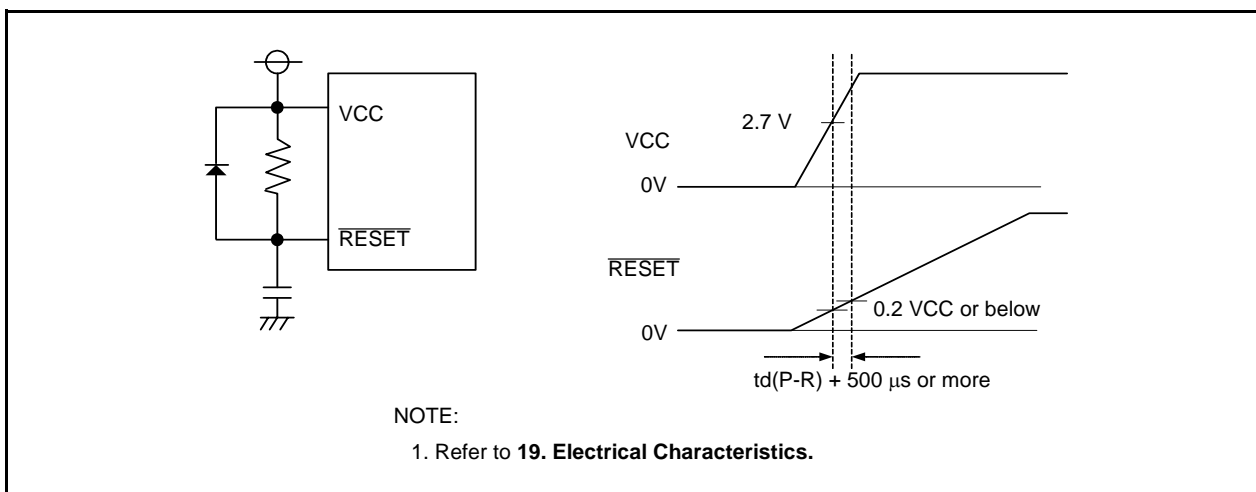 VCC
RESET
VCC
2.7 V
0V
RESET
0.2 VCC or below
0V
td(P-R) + 500 μs or more
NOTE:
1. Refer to 19. Electrical Characteristics.